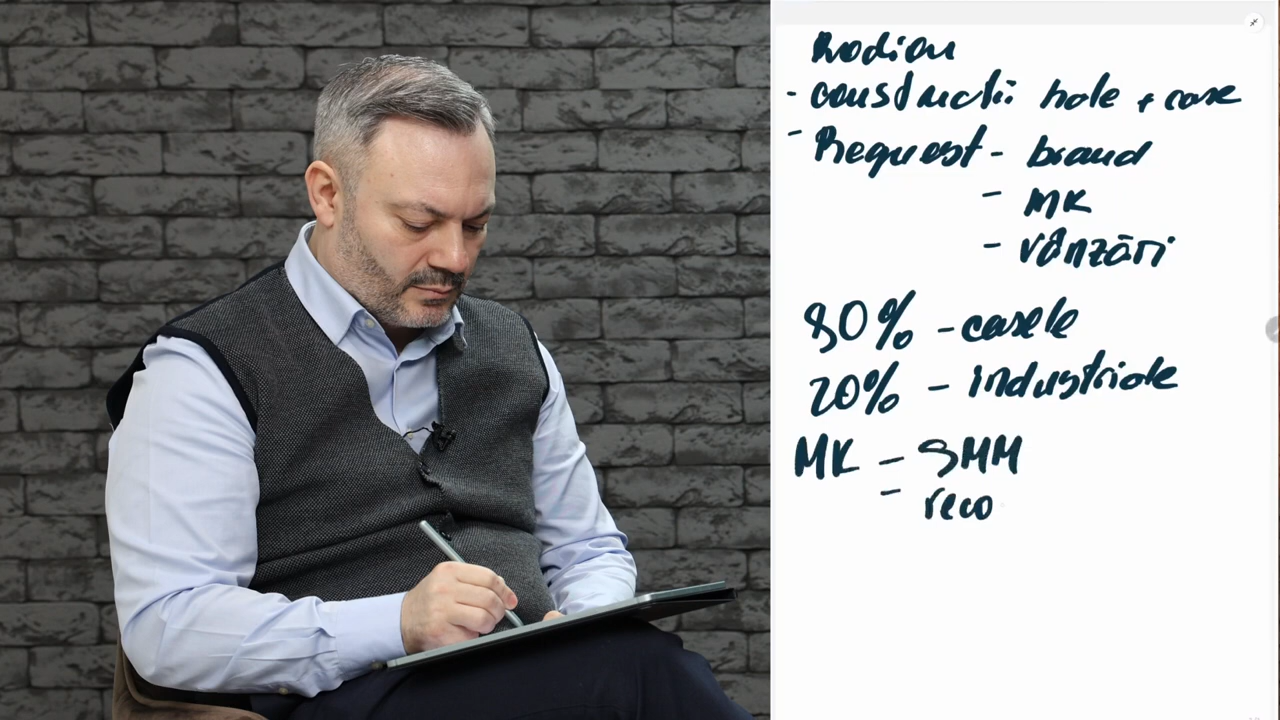 Rodion
- construcții hale + case
- Request - brand
- MK
- vânzări
80% - casele
20% - industriale
MK - SMM
- reco